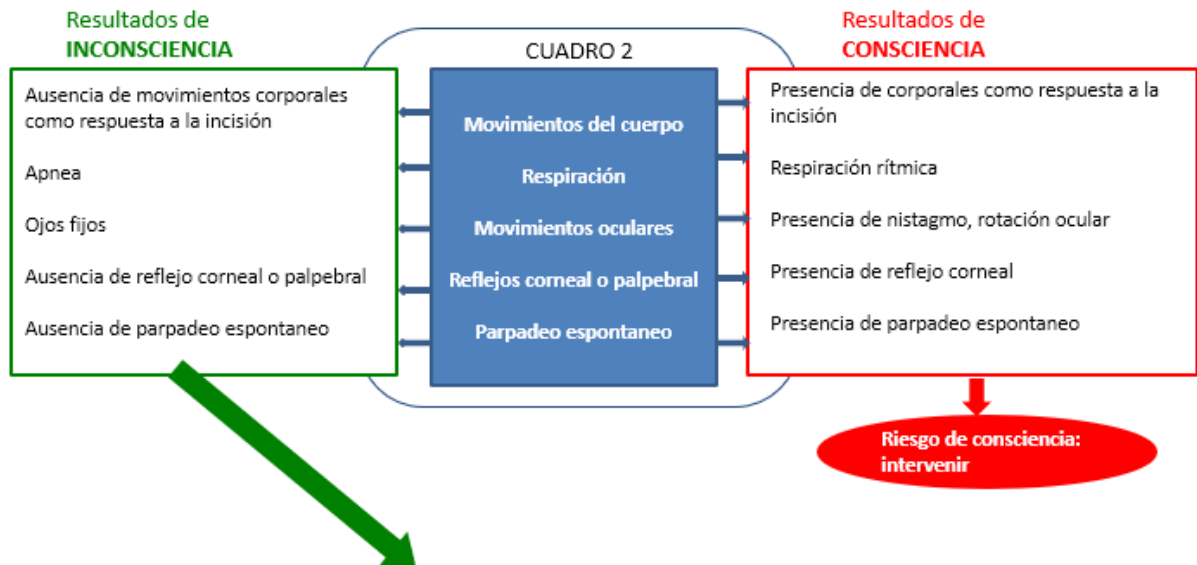 Resultados de
INCONSCIENCIA
Ausencia de movimientos corporales
como respuesta a la incisión
Apnea
Ojos fijos
Ausencia de reflejo corneal o palpebral
Ausencia de parpadeo espontaneo
CUADRO 2
Movimientos del cuerpo
Respiración
Movimientos oculares
Reflejos corneal o palpebral
Parpadeo espontaneo
Resultados de
CONSCIENCIA
Presencia de corporales como respuesta a la
incisión
Respiración rítmica
Presencia de nistagmo, rotación ocular
Presencia de reflejo corneal
Presencia de parpadeo espontaneo
Riesgo de consciencia:
intervenir